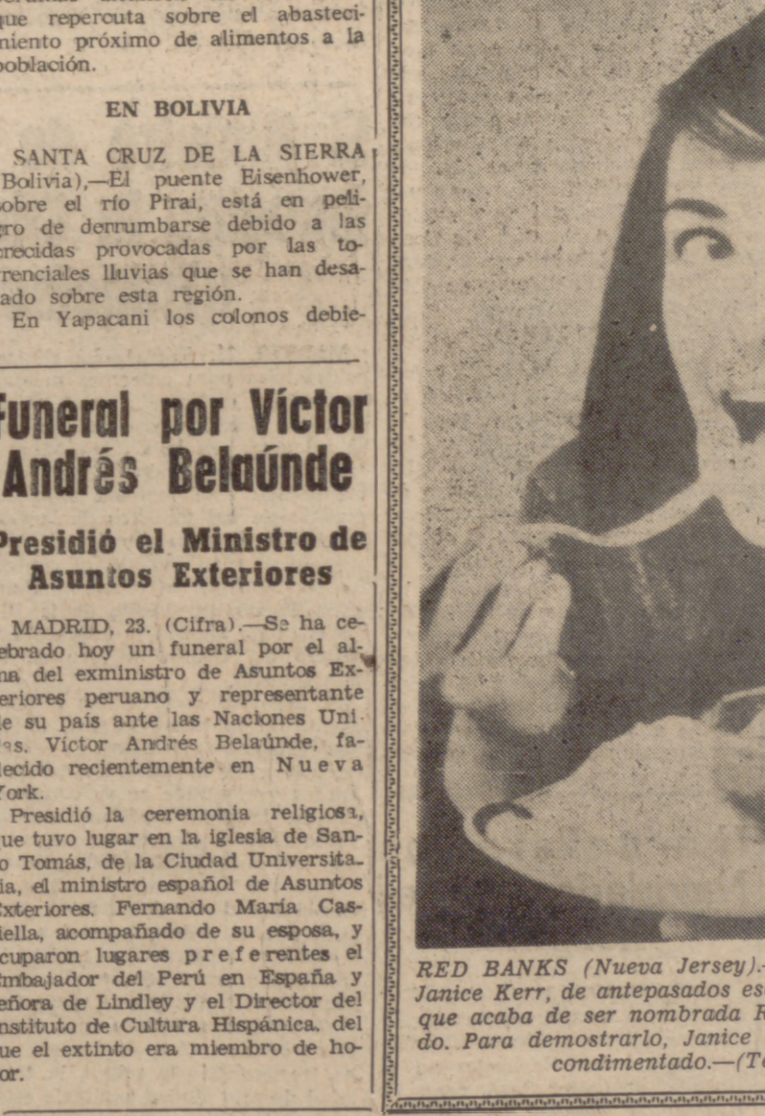 que repercuta sobre el abasteci-
miento próximo de alimentos a la
población.
EN BOLIVIA
SANTA CRUZ DE LA SIERRA
(Bolivia),—El puente Eisenhower,
sobre el río Pirai, está en peli-
gro de derrumbarse debido a las
crecidas provocadas por las to-
rrenciales lluvias que se han desa-
tado sobre esta región.
En Yapacani los colonos debie-
Funeral por Víctor
Andrés Belaúnde
Presidió el Ministro de
Asuntos Exteriores
MADRID, 23. (Cifra).—Se ha ce-
lebrado hoy un funeral por el al-
ma del exministro de Asuntos Ex-
teriores peruano y representante
de su país ante las Naciones Uni-
das. Víctor Andrés Belaúnde, fa-
llecido recientemente en Nueva
York.
Presidió la ceremonia religiosa,
que tuvo lugar en la iglesia de San-
to Tomás, de la Ciudad Universita-
ria, el ministro español de Asuntos
Exteriores. Fernando María Cas-
tiella, acompañado de su esposa, y
ocuparon lugares preferentes el
Embajador del Perú en España y
señora de Lindley y el Director del
Instituto de Cultura Hispánica, del
que el extinto era miembro de ho-
nor.
RED BANKS (Nueva Jersey).-
Janice Kerr, de antepasados es
que acaba de ser nombrada R
do. Para demostrarlo, Janice
condimentado.—(Te